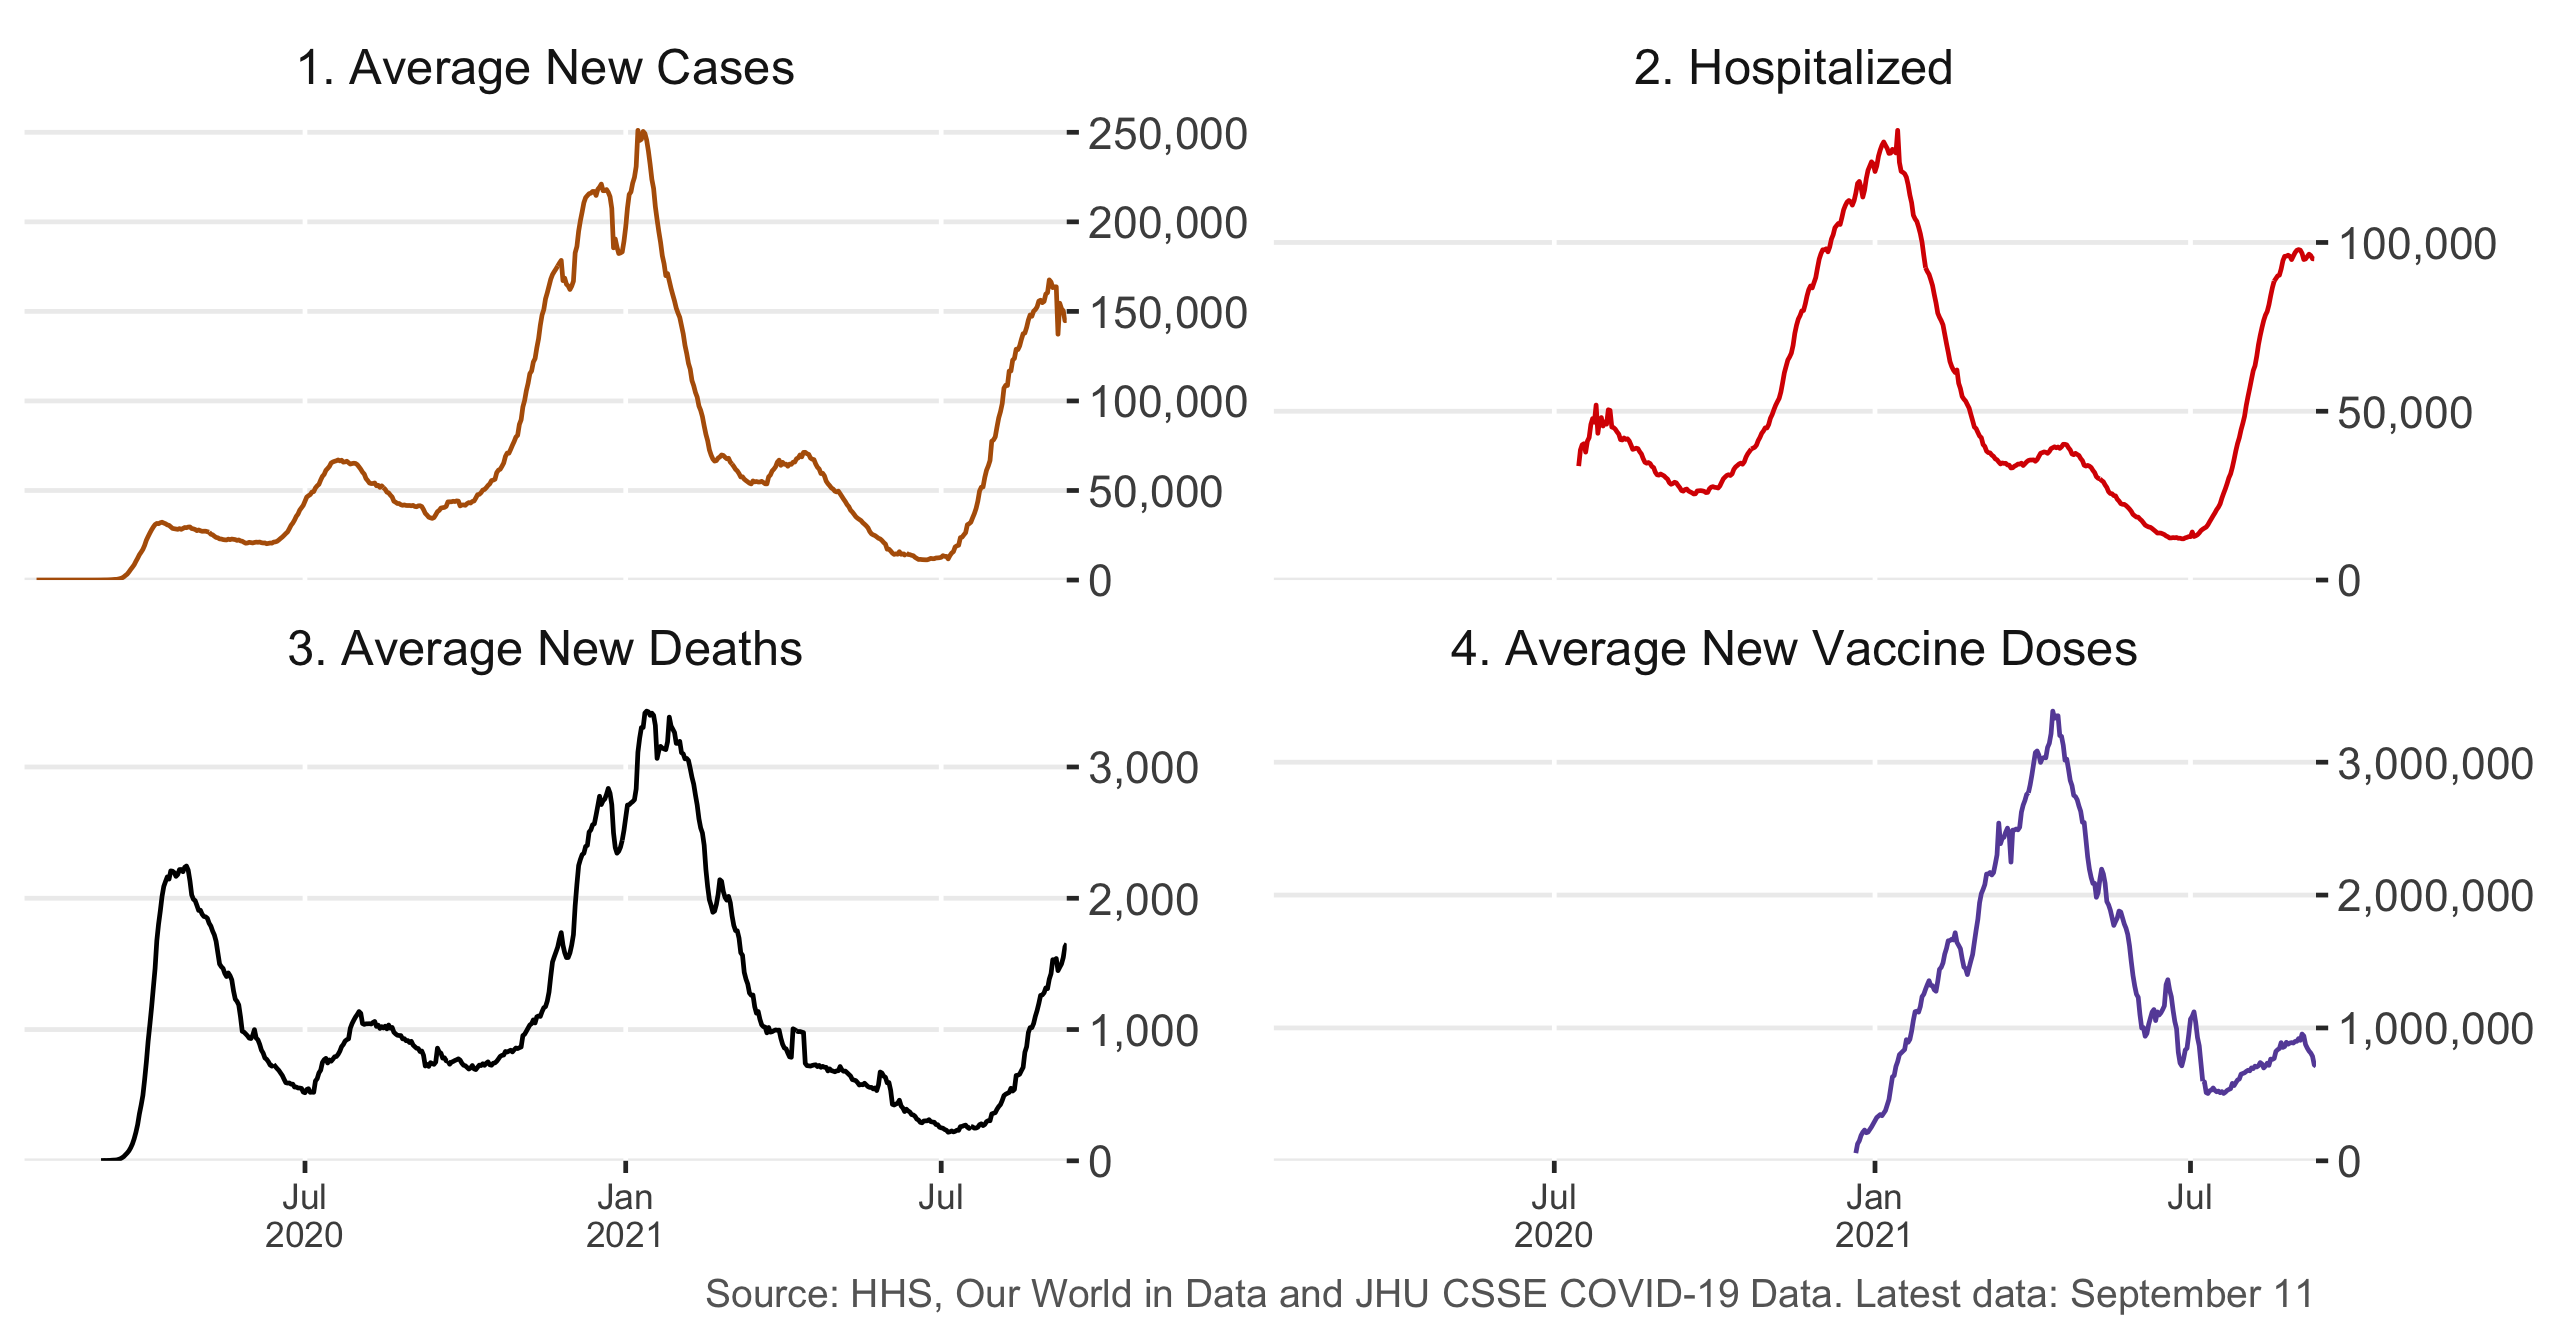 1. Average New Cases
250,000
200,000
150,000
100,000
50,000
0
2. Hospitalized
100,000
50,000
0
3. Average New Deaths
3,000
2,000
1,000
0
Jul
2020
Jan
2021
Jul
4. Average New Vaccine Doses
3,000,000
2,000,000
1,000,000
0
Jul
2020
Jan
2021
Jul
Source: HHS, Our World in Data and JHU CSSE COVID-19 Data. Latest data: September 11